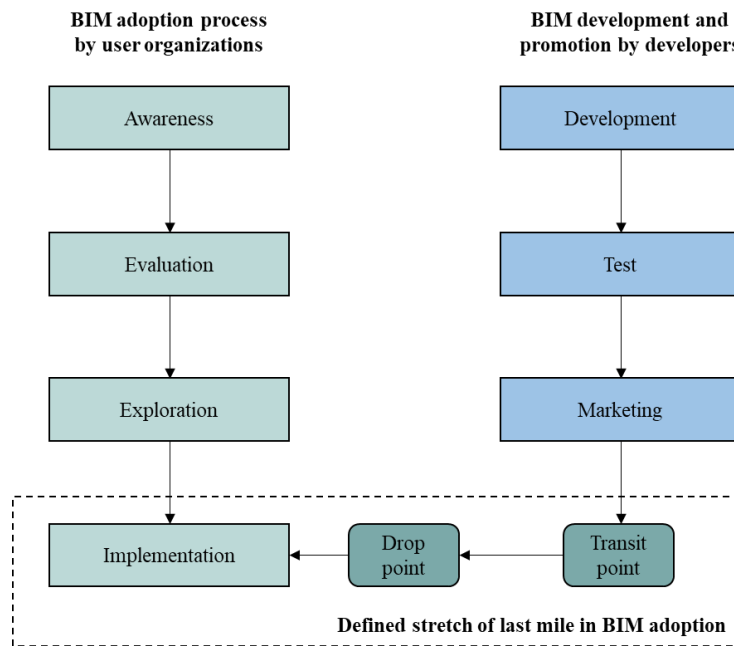 BIM adoption process
by user organizations
BIM development and
promotion by developers
Awareness
Development
Evaluation
Test
Exploration
Marketing
Implementation
Drop
point
Transit
point
Defined stretch of last mile in BIM adoption